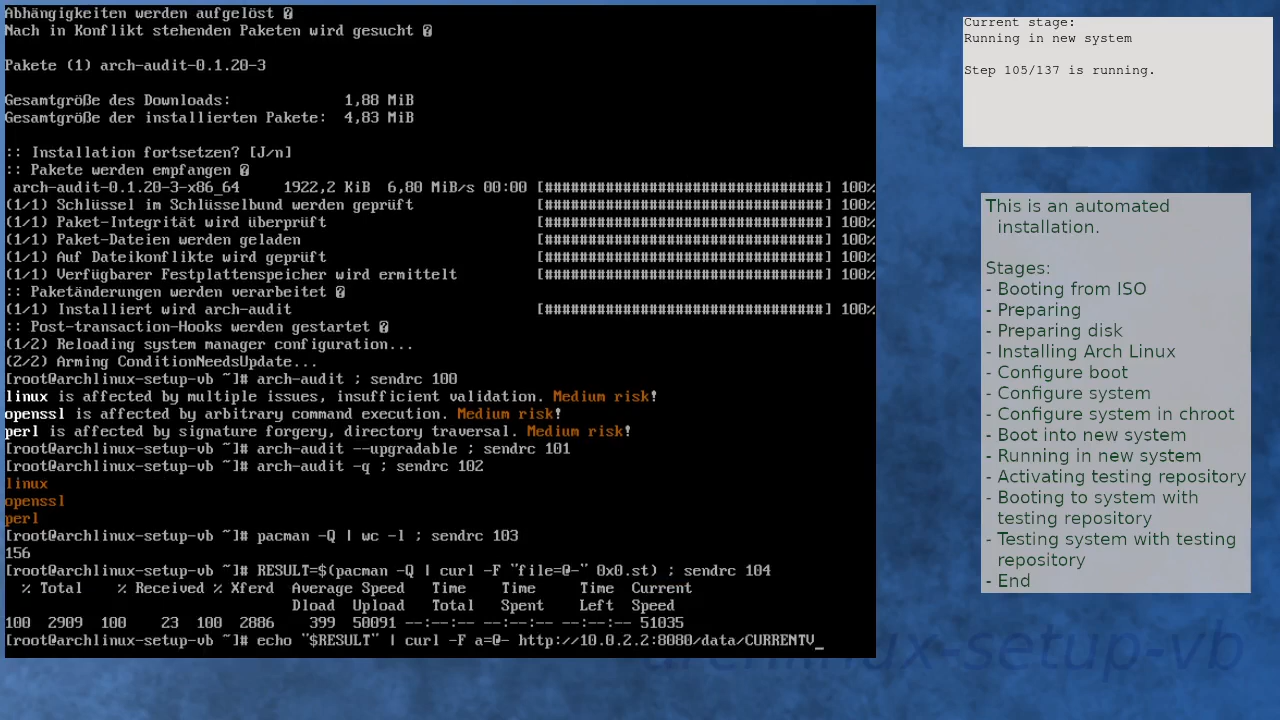 Abhängigkeiten werden aufgelöst �
Nach in Konflikt stehenden Paketen wird gesucht �
Pakete (1) arch-audit-0.1.20-3
Gesamtgröße des Downloads: 1,88 MiB
Gesamtgröße der installierten Pakete: 4,83 MiB
:: Installation fortsetzen? [J/n]
:: Pakete werden empfangen �
arch-audit-0.1.20-3-x86_64 1922,2 KiB 6,80 MiB/s 00:00 [################################] 100%
(1/1) Schlüssel im Schlüsselbund werden geprüft [################################] 100%
(1/1) Paket-Integrität wird überprüft [################################] 100%
(1/1) Paket-Dateien werden geladen [################################] 100%
(1/1) Auf Dateikonflikte wird geprüft [################################] 100%
(1/1) Verfügbarer Festplattenspeicher wird ermittelt [################################] 100%
:: Paketänderungen werden verarbeitet �
(1/1) Installiert wird arch-audit [################################] 100%
:: Post-transaction-Hooks werden gestartet �
(1/2) Reloading system manager configuration...
(2/2) Arming ConditionNeedsUpdate...
[root@archlinux-setup-vb ~]# arch-audit ; sendrc 100
linux is affected by multiple issues, insufficient validation. Medium risk!
openssl is affected by arbitrary command execution. Medium risk!
perl is affected by signature forgery, directory traversal. Medium risk!
[root@archlinux-setup-vb ~]# arch-audit --upgradable ; sendrc 101
[root@archlinux-setup-vb ~]# arch-audit -q ; sendrc 102
linux
openssl
perl
[root@archlinux-setup-vb ~]# pacman -Q | wc -l ; sendrc 103
156
[root@archlinux-setup-vb ~]# RESULT=$(pacman -Q | curl -F "file=@-" 0x0.st) ; sendrc 104
% Total % Received % Xferd Average Speed Time Time Time Current
Dload Upload Total Spent Left Speed
100 2909 100 23 100 2886 399 50091 --:--:-- --:--:-- --:--:-- 51035
[root@archlinux-setup-vb ~]# echo "$RESULT" | curl -F a=@- http://10.0.2.2:8080/data/CURRENTV_
Current stage:
Running in new system
Step 105/137 is running.
This is an automated
installation.
Stages:
- Booting from ISO
- Preparing
- Preparing disk
- Installing Arch Linux
- Configure boot
- Configure system
- Configure system in chroot
- Boot into new system
- Running in new system
- Activating testing repository
- Booting to system with
testing repository
- Testing system with testing
repository
- End
archlinux-setup-vb